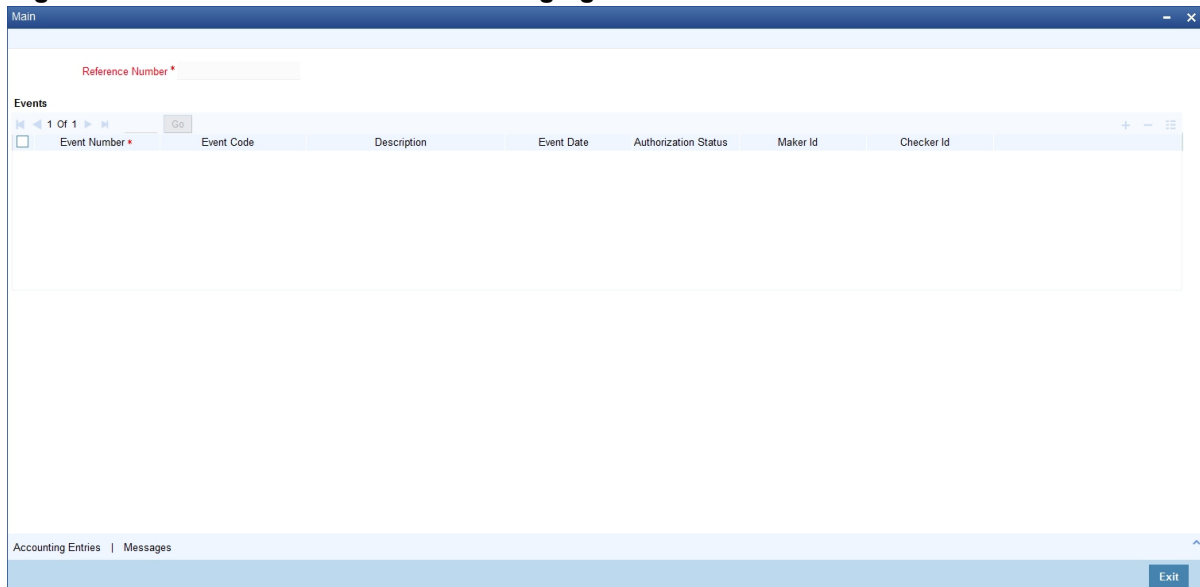 Main
Reference Number *
Events
1 Of 1 Go
Event Number * Event Code Description Event Date Authorization Status Maker Id Checker Id
Accounting Entries | Messages
Exit